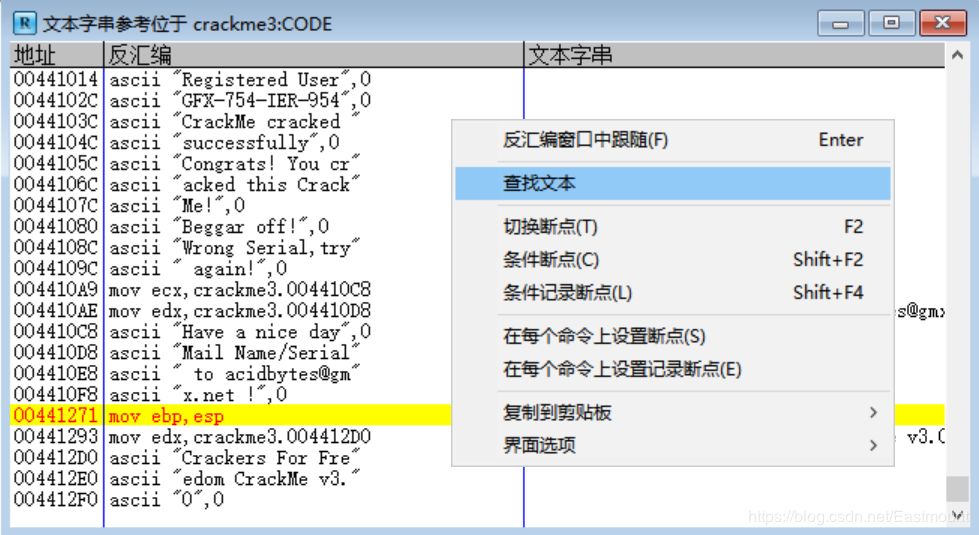 文本字串参考位于 crackme3:CODE
地址 反汇编 文本字串
00441014 ascii "Registered User",0
0044102C ascii "GFX-754-IER-954",0
0044103C ascii "CrackMe cracked "
0044104C ascii "successfully",0
0044105C ascii "Congrats! You cr"
0044106C ascii "acked this Crack"
0044107C ascii "Me!",0
00441080 ascii "Beggar off!",0
0044108C ascii "Wrong Serial,try"
0044109C ascii " again!",0
004410A9 mov ecx,crackme3.004410C8
004410AE mov edx,crackme3.004410D8 s@gmx
004410C8 ascii "Have a nice day",0
004410D8 ascii "Mail Name/Serial"
004410E8 ascii " to acidbytes@gm"
004410F8 ascii "x.net !",0
00441271 mov ebp,esp
00441293 mov edx,crackme3.004412D0 v3.0
004412D0 ascii "Crackers For Fre"
004412E0 ascii "edom CrackMe v3."
004412F0 ascii "0",0
反汇编窗口中跟随(F) Enter
查找文本
切换断点(T) F2
条件断点(C) Shift+F2
条件记录断点(L) Shift+F4
在每个命令上设置断点(S)
在每个命令上设置记录断点(E)
复制到剪贴板
界面选项
https://blog.csdn.net/Eastmount